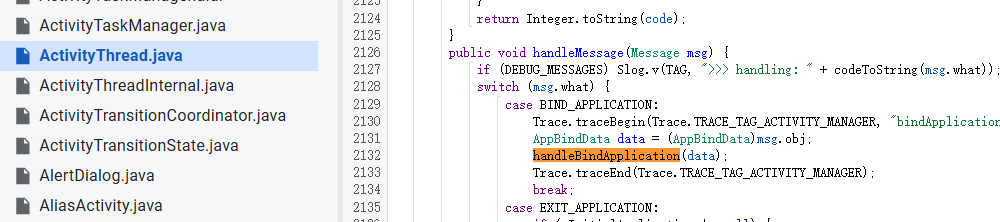 ActivityTaskManager.java
ActivityThread.java
ActivityThreadInternal.java
ActivityTransitionCoordinator.java
ActivityTransitionState.java
AlertDialog.java
AliasActivity.java
2123 }
2124 return Integer.toString(code);
2125 }
2126 public void handleMessage(Message msg) {
2127 if (DEBUG_MESSAGES) Slog.v(TAG, ">>> handling: " + codeToString(msg.what));
2128 switch (msg.what) {
2129 case BIND_APPLICATION:
2130 Trace.traceBegin(Trace.TRACE_TAG_ACTIVITY_MANAGER, "bindApplication
2131 AppBindData data = (AppBindData)msg.obj;
2132 handleBindApplication(data);
2133 Trace.traceEnd(Trace.TRACE_TAG_ACTIVITY_MANAGER);
2134 break;
2135 case EXIT_APPLICATION: